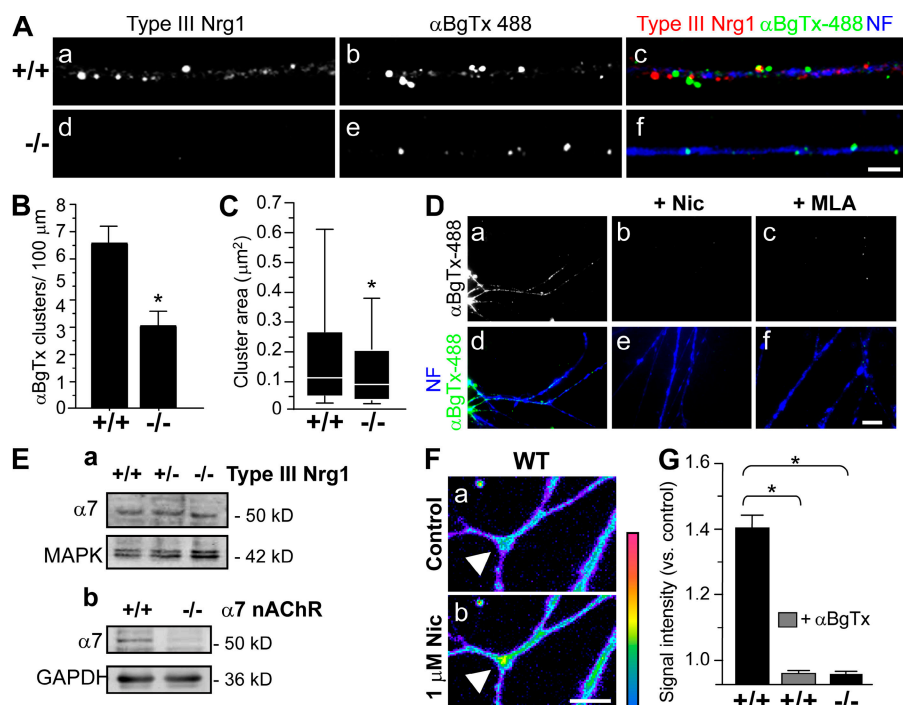 A
Type III Nrg1
αBgTx 488
Type III Nrg1 αBgTx-488 NF
+/+
a
b
c
-/-
d
e
f
B
αBgTx clusters/ 100 μm
8
7
6
5
4
3
2
1
0
*
+/+ -/-
C
Cluster area (μm²)
0.7
0.6
0.5
0.4
0.3
0.2
0.1
0
*
+/+ -/-
D
+ Nic
+ MLA
αBgTx-488
a
b
c
NF
αBgTx-488
d
e
f
E
a
+/+ +/- -/- Type III Nrg1
α7
- 50 kD
MAPK
- 42 kD
b
+/+ -/- α7 nAChR
α7
- 50 kD
GAPDH
- 36 kD
F
WT
a
Control
b
1 μM Nic
G
Signal intensity (vs. control)
1.6
1.4
1.2
1.0
*
*
+ αBgTx
+/+ +/+ -/-